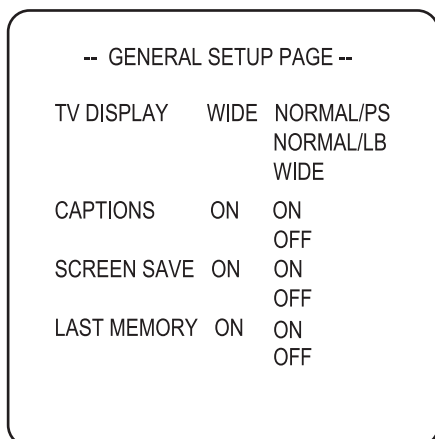 -- GENERAL SETUP PAGE --
TV DISPLAY WIDE NORMAL/PS
NORMAL/LB
WIDE
CAPTIONS ON ON
OFF
SCREEN SAVE ON ON
OFF
LAST MEMORY ON ON
OFF